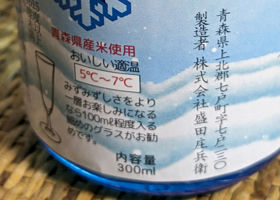 青森県産米使用
おいしい適温
5℃〜7℃
みずみずしさをより
一層お楽しみになる
なら100mℓ程度入る
細めのグラスがお勧
めです。
内容量
300ml
青森県上北郡七戸町字七戸二三〇
製造者 株式会社盛田庄兵衛